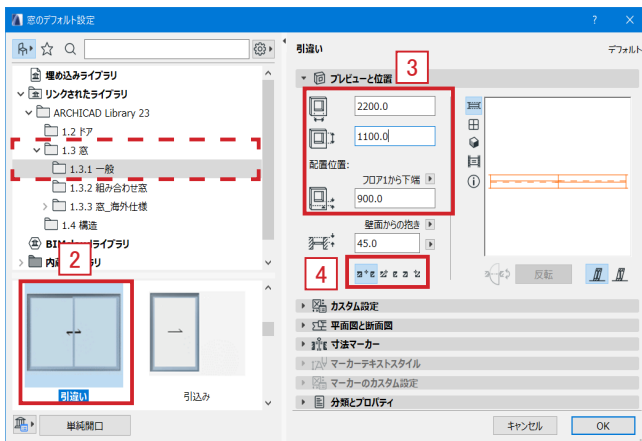 窓のデフォルト設定
?
引違い
デフォルト
埋め込みライブラリ
リンクされたライブラリ
ARCHICAD Library 23
1.2 ドア
1.3 窓
1.3.1 一般
1.3.2 組み合わせ窓
1.3.3 窓_海外仕様
1.4 構造
2
引違い
引込み
単純開口
3
プレビューと位置
2200.0
1100.0
配置位置:
フロア1から下端
900.0
壁面からの抱き
45.0
4
反転
カスタム設定
平面図と断面図
寸法マーカー
マーカーテキストスタイル
マーカーのカスタム設定
分類とプロパティ
キャンセル
OK